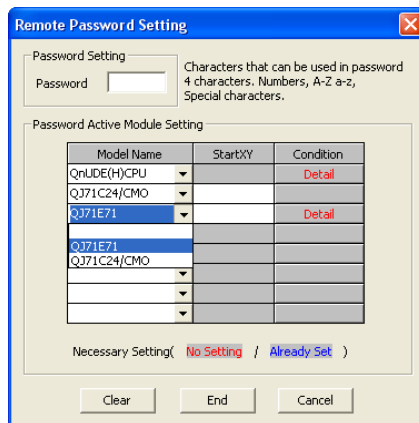 Remote Password Setting
Password Setting
Password
Characters that can be used in password
4 characters. Numbers, A-Z a-z,
Special characters.
Password Active Module Setting
Model Name StartXY Condition
QnUDE(H)CPU Detail
QJ71C24/CMO
QJ71E71 Detail
QJ71E71
QJ71C24/CMO
Necessary Setting( No Setting / Already Set )
Clear End Cancel